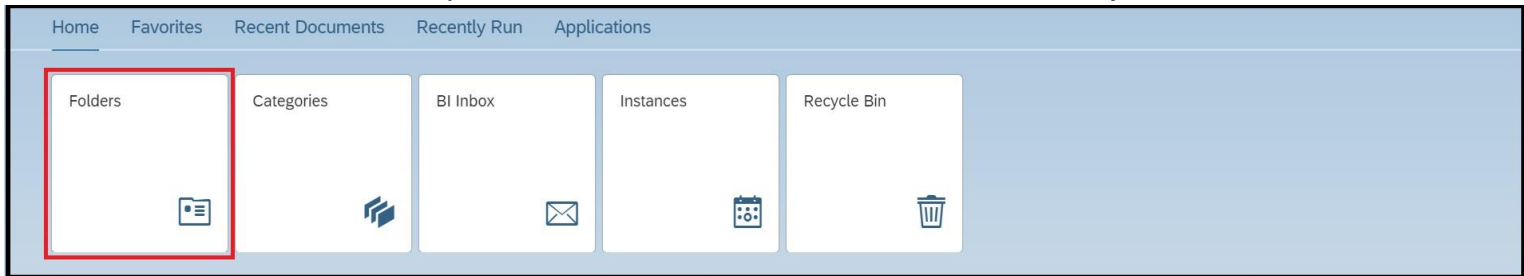 Home Favorites Recent Documents Recently Run Applications
Folders Categories BI Inbox Instances Recycle Bin